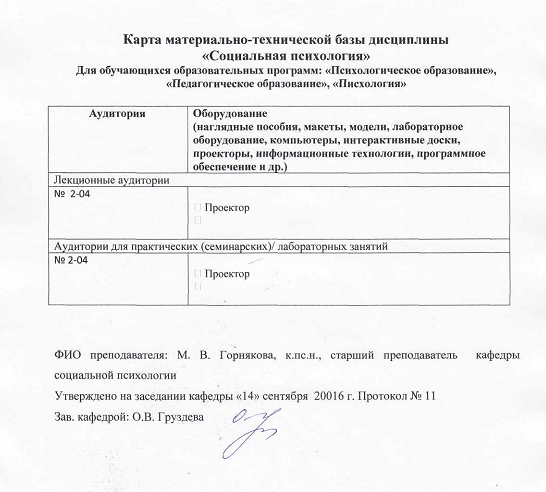 Карта материально-технической базы дисциплины
«Социальная психология»
Для обучающихся образовательных программ: «Психологическое образование»,
«Педагогическое образование», «Писхология»
Аудитория
Оборудование
(наглядные пособия, макеты, модели, лабораторное
оборудование, компьютеры, интерактивные доски,
проекторы, информационные технологии, программное
обеспечение и др.)
Лекционные аудитории
№ 2-04
Проектор
Аудитории для практических (семинарских)/ лабораторных занятий
№ 2-04
Проектор
ФИО преподавателя: М. В. Горнякова, к.пс.н., старший преподаватель кафедры
социальной психологии
Утверждено на заседании кафедры «14» сентября 20016 г. Протокол № 11
Зав. кафедрой: О.В. Груздева